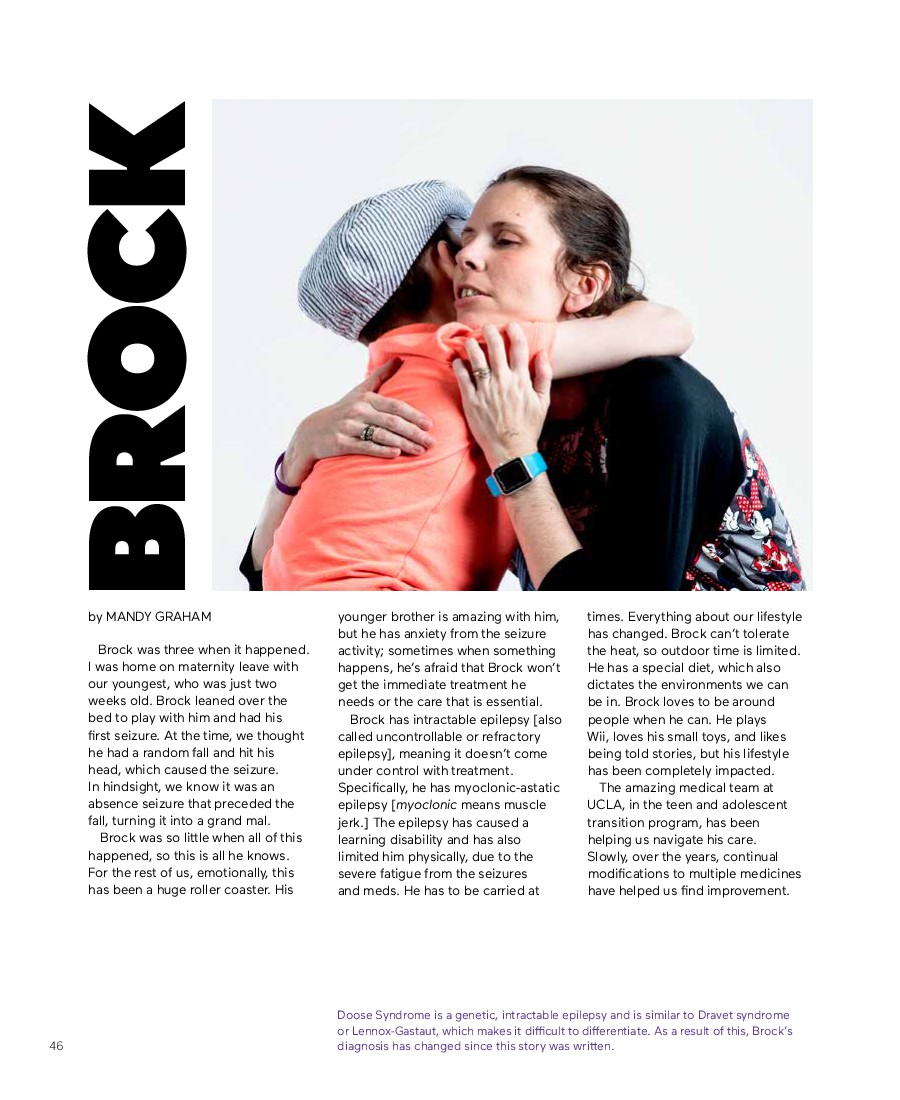 BROCK
by MANDY GRAHAM
Brock was three when it happened.
I was home on maternity leave with
our youngest, who was just two
weeks old. Brock leaned over the
bed to play with him and had his
first seizure. At the time, we thought
he had a random fall and hit his
head, which caused the seizure.
In hindsight, we know it was an
absence seizure that preceded the
fall, turning it into a grand mal.
Brock was so little when all of this
happened, so this is all he knows.
For the rest of us, emotionally, this
has been a huge roller coaster. His
younger brother is amazing with him,
but he has anxiety from the seizure
activity; sometimes when something
happens, he's afraid that Brock won't
get the immediate treatment he
needs or the care that is essential.
Brock has intractable epilepsy [also
called uncontrollable or refractory
epilepsy], meaning it doesn't come
under control with treatment.
Specifically, he has myoclonic-astatic
epilepsy [myoclonic means muscle
jerk.] The epilepsy has caused a
learning disability and has also
limited him physically, due to the
severe fatigue from the seizures
and meds. He has to be carried at
times. Everything about our lifestyle
has changed. Brock can't tolerate
the heat, so outdoor time is limited.
He has a special diet, which also
dictates the environments we can
be in. Brock loves to be around
people when he can. He plays
Wii, loves his small toys, and likes
being told stories, but his lifestyle
has been completely impacted.
The amazing medical team at
UCLA, in the teen and adolescent
transition program, has been
helping us navigate his care.
Slowly, over the years, continual
modifications to multiple medicines
have helped us find improvement.
Doose Syndrome is a genetic, intractable epilepsy and is similar to Dravet syndrome
or Lennox-Gastaut, which makes it difficult to differentiate. As a result of this, Brock's
diagnosis has changed since this story was written.
46